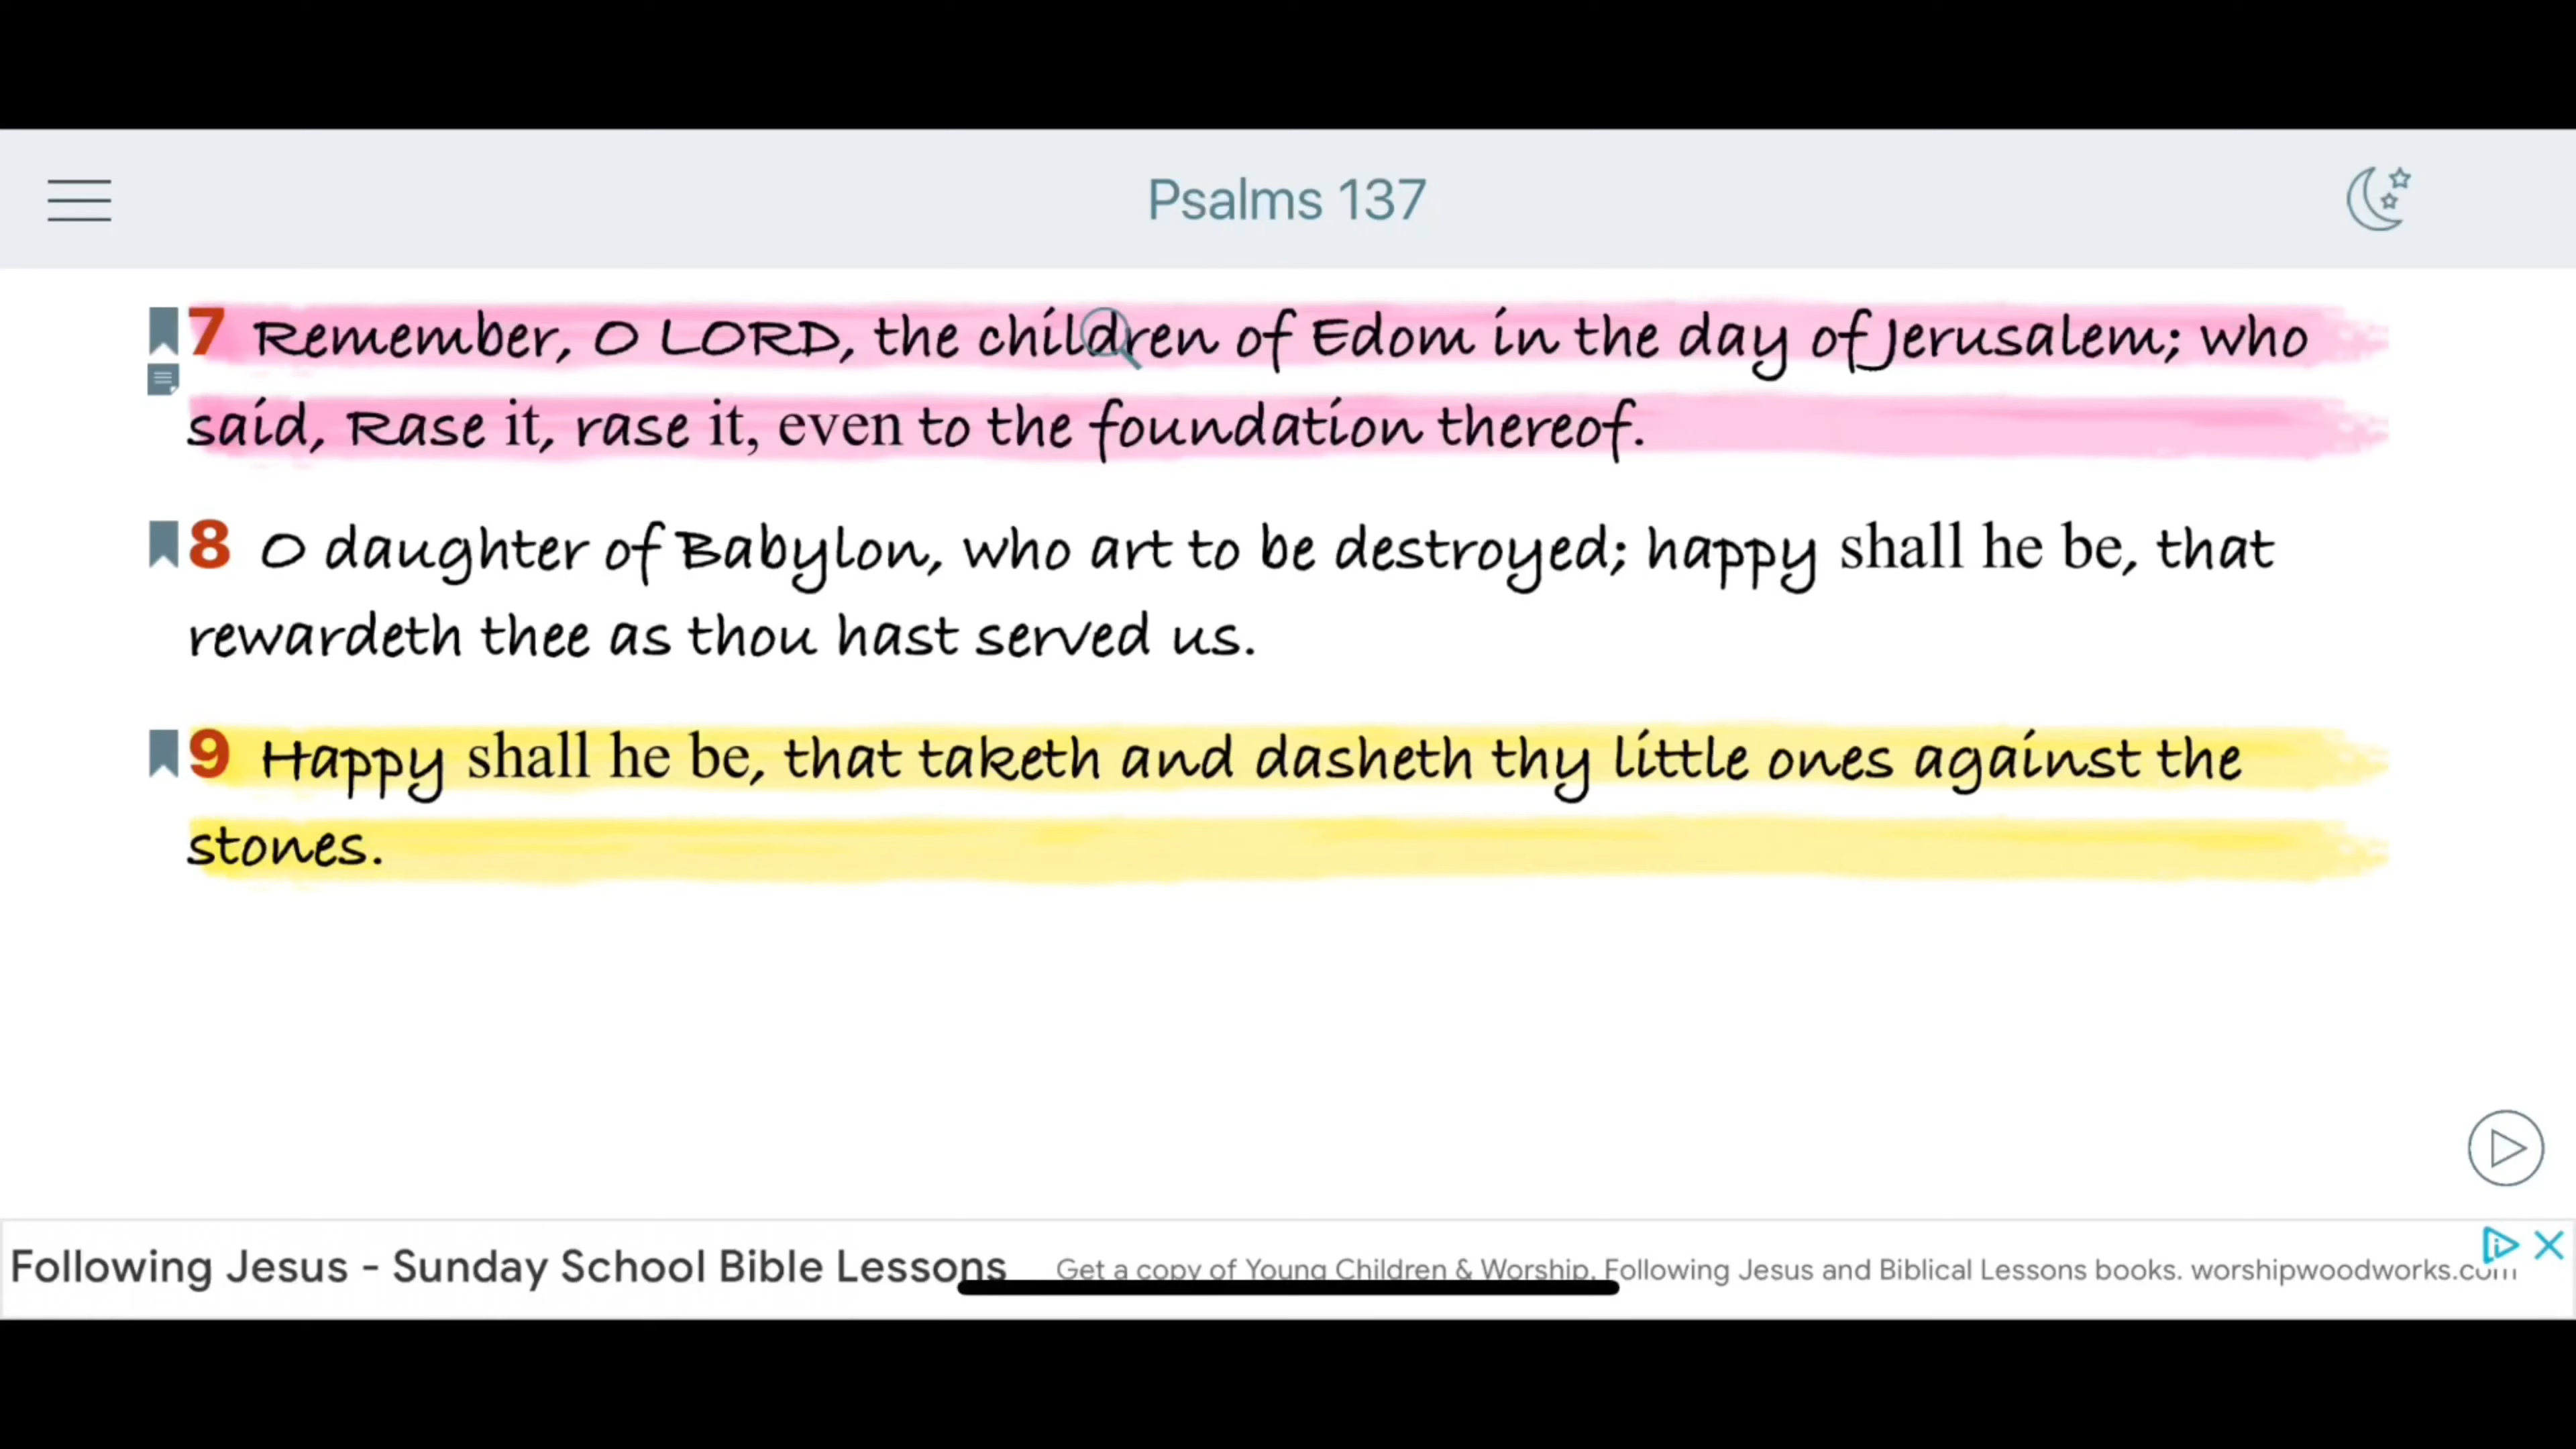 Psalms 137
7 Remember, O LORD, the children of Edom in the day of Jerusalem; who
said, Rase it, rase it, even to the foundation thereof.
8 O daughter of Babylon, who art to be destroyed; happy shall he be, that
rewardeth thee as thou hast served us.
9 Happy shall he be, that taketh and dasheth thy little ones against the
stones.
Following Jesus - Sunday School Bible Lessons Get a copy of Young Children & Worship, Following Jesus and Biblical Lessons books. worshipwoodworks.com